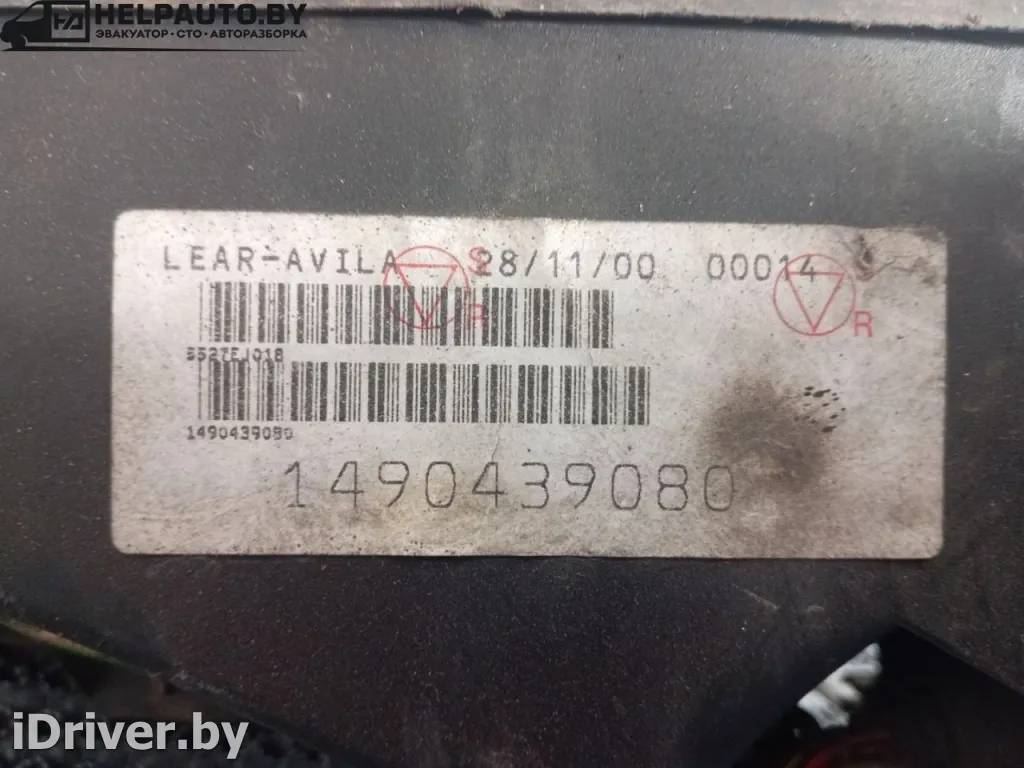 HELPAUTO.BY
ЭВАКУАТОР · СТО · АВТОРАЗБОРКА
LEAR-AVILA 28/11/00 00014
S S
R R
1490439080
1490439080
iDriver.by